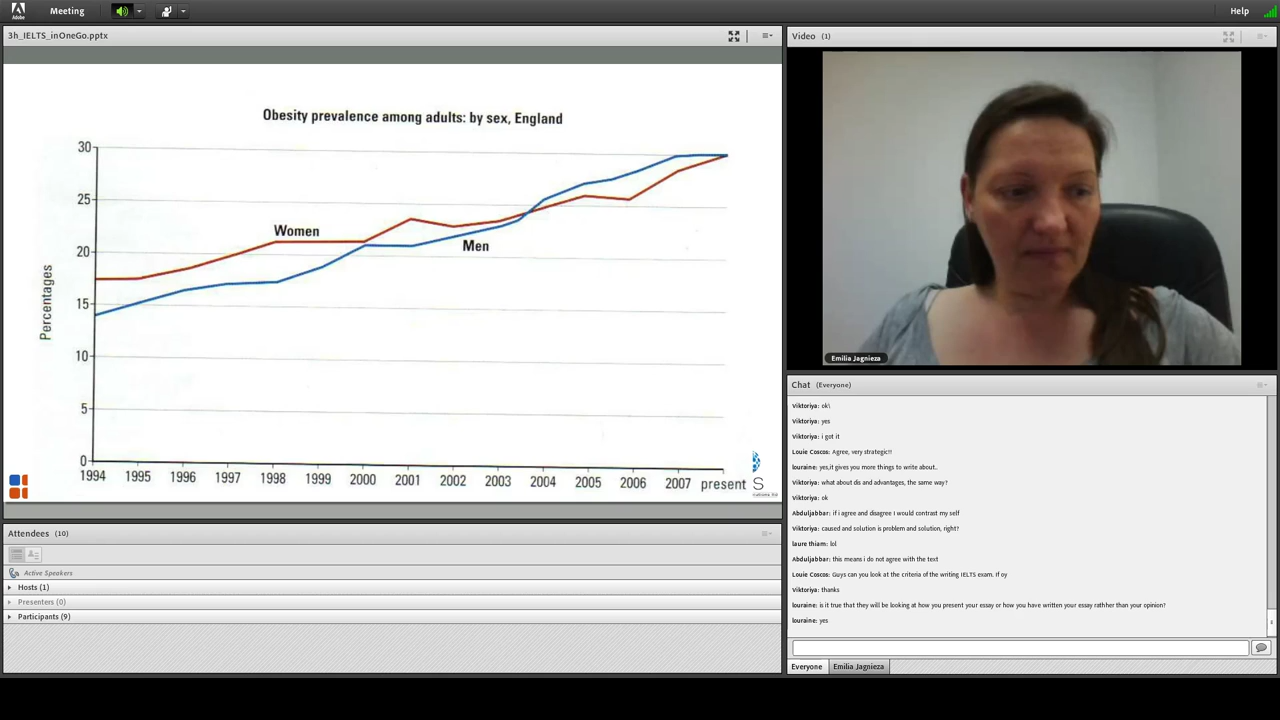 Meeting
Help
Adobe
3h_IELTS_inOneGo.pptx
Obesity prevalence among adults: by sex, England
Percentages
30
25
20
15
10
5
0
Women
Men
1994 1995 1996 1997 1998 1999 2000 2001 2002 2003 2004 2005 2006 2007 present
S
Attendees (10)
Active Speakers
Hosts (1)
Presenters (0)
Participants (9)
Video (1)
Emilia Jagnieza
Chat (Everyone)
Viktoriya: ok\
Viktoriya: yes
Viktoriya: i got it
Louie Coscos: Agree, very strategic!!
louraine: yes,it gives you more things to write about..
Viktoriya: what about dis and advantages, the same way?
Viktoriya: ok
Abduljabbar: if i agree and disagree I would contrast my self
Viktoriya: caused and solution is problem and solution, right?
laure thiam: lol
Abduljabbar: this means i do not agree with the text
Louie Coscos: Guys can you look at the criteria of the writing IELTS exam. If oy
Viktoriya: thanks
louraine: is it true that they will be looking at how you present your essay or how you have written your essay rathher than your opinion?
louraine: yes
Everyone
Emilia Jagnieza